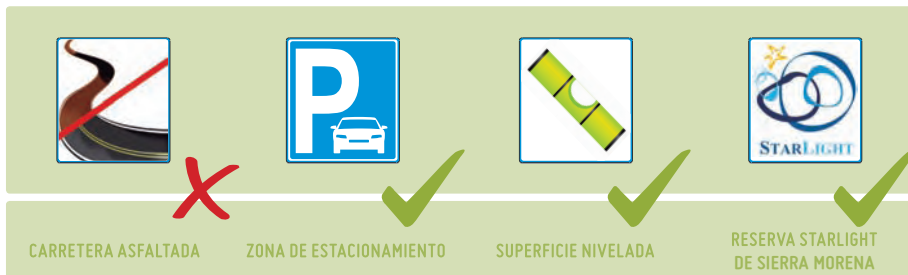 P
STARLIGHT
CARRETERA ASFALTADA
ZONA DE ESTACIONAMIENTO
SUPERFICIE NIVELADA
RESERVA STARLIGHT
DE SIERRA MORENA